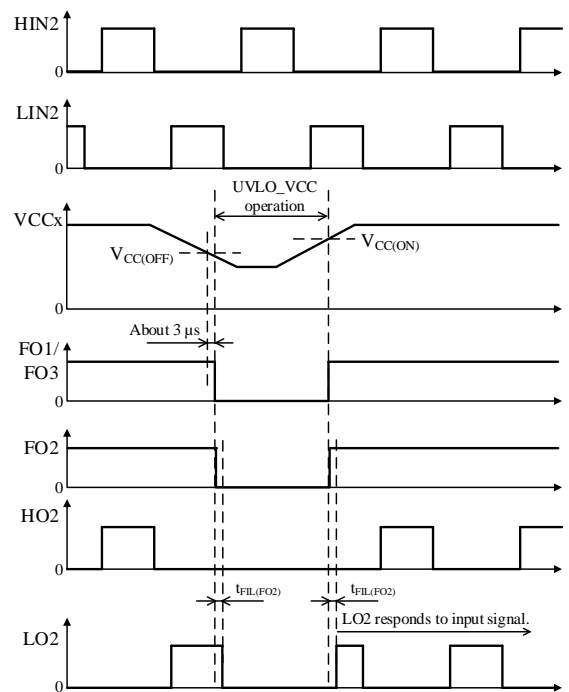 HIN2
0
LIN2
0
UVLO_VCC
operation
VCCx
VCC(OFF)
VCC(ON)
0
About 3 µs
FO1/
FO3
0
FO2
0
HO2
0
tFIL(FO2)
tFIL(FO2)
LO2 responds to input signal.
LO2
0